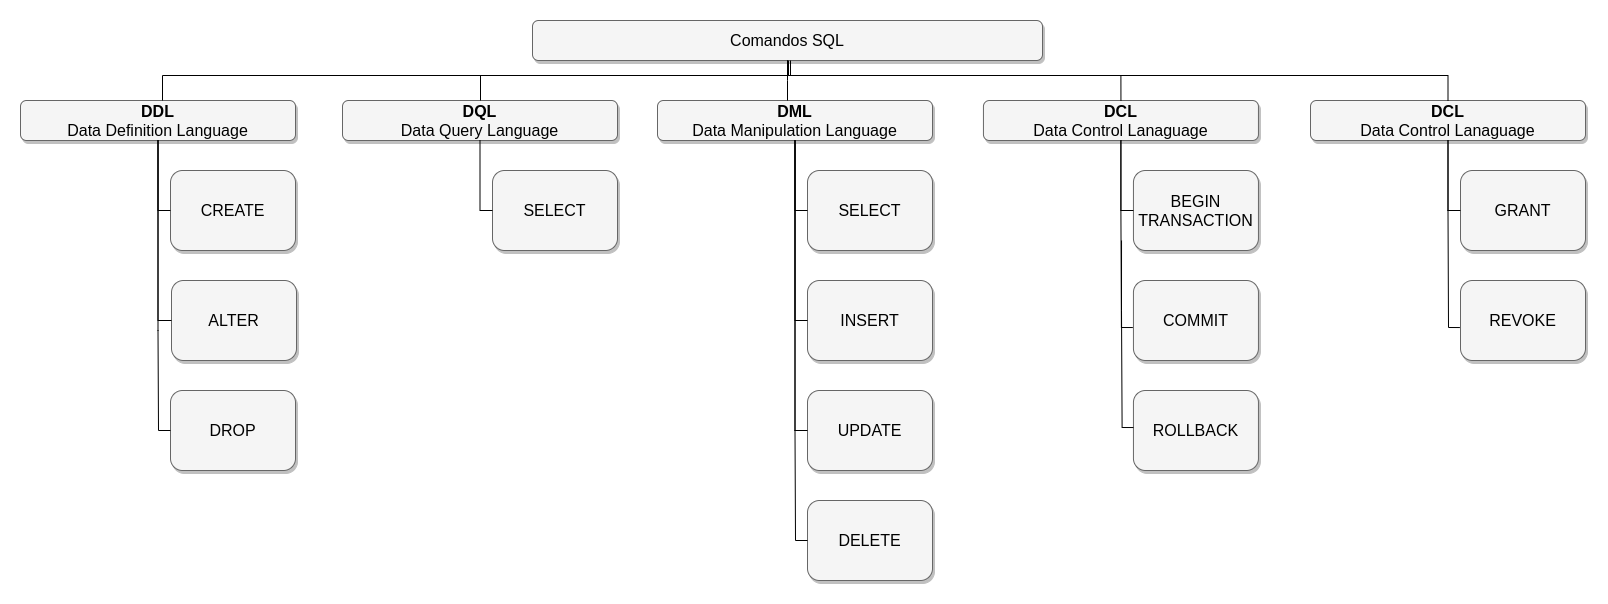 Comandos SQL
DDL
Data Definition Language
CREATE
ALTER
DROP
DQL
Data Query Language
SELECT
DML
Data Manipulation Language
SELECT
INSERT
UPDATE
DELETE
DCL
Data Control Lanaguage
BEGIN
TRANSACTION
COMMIT
ROLLBACK
DCL
Data Control Lanaguage
GRANT
REVOKE